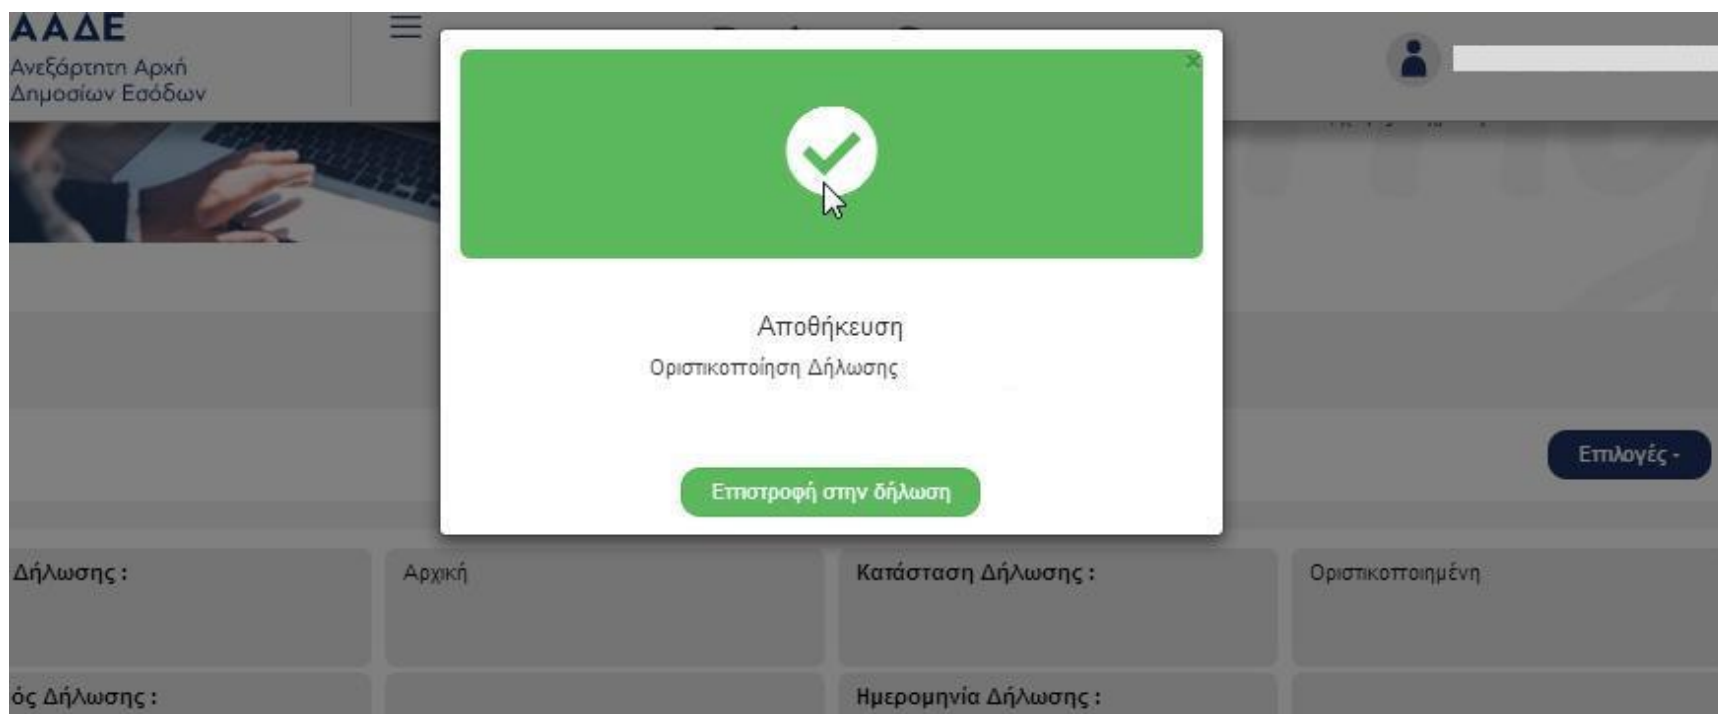 ΑΑΔΕ
Ανεξάρτητη Αρχή
Δημοσίων Εσόδων
×
Αποθήκευση
Οριστικοποίηση Δήλωσης
Επιλογές -
Επιστροφή στην δήλωση
Δήλωσης :
Αρχική
Κατάσταση Δήλωσης :
Οριστικοποιημένη
ός Δήλωσης :
Ημερομηνία Δήλωσης :